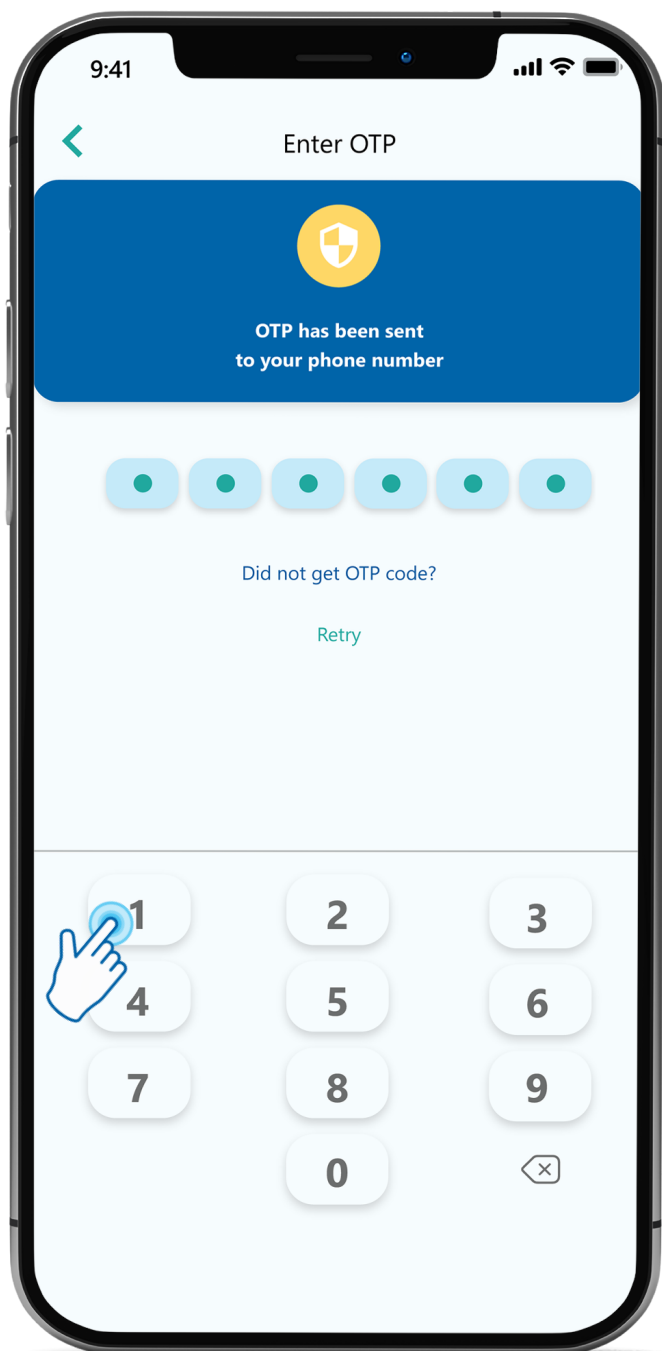 9:41
Enter OTP
OTP has been sent
to your phone number
Did not get OTP code?
Retry
1 2 3
4 5 6
7 8 9
0